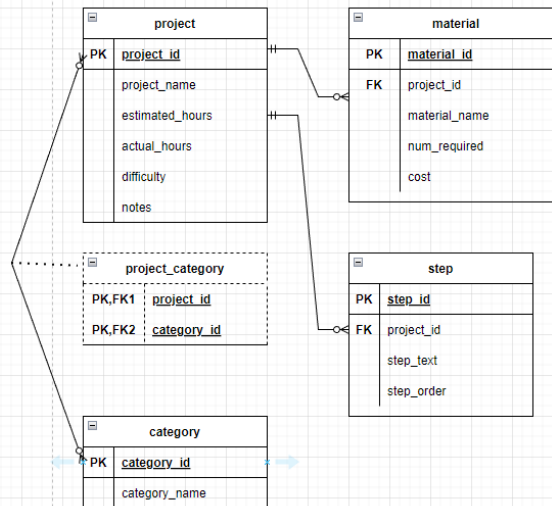 project
PK project_id
project_name
estimated_hours
actual_hours
difficulty
notes
material
PK material_id
FK project_id
material_name
num_required
cost
project_category
PK,FK1 project_id
PK,FK2 category_id
step
PK step_id
FK project_id
step_text
step_order
category
PK category_id
category_name